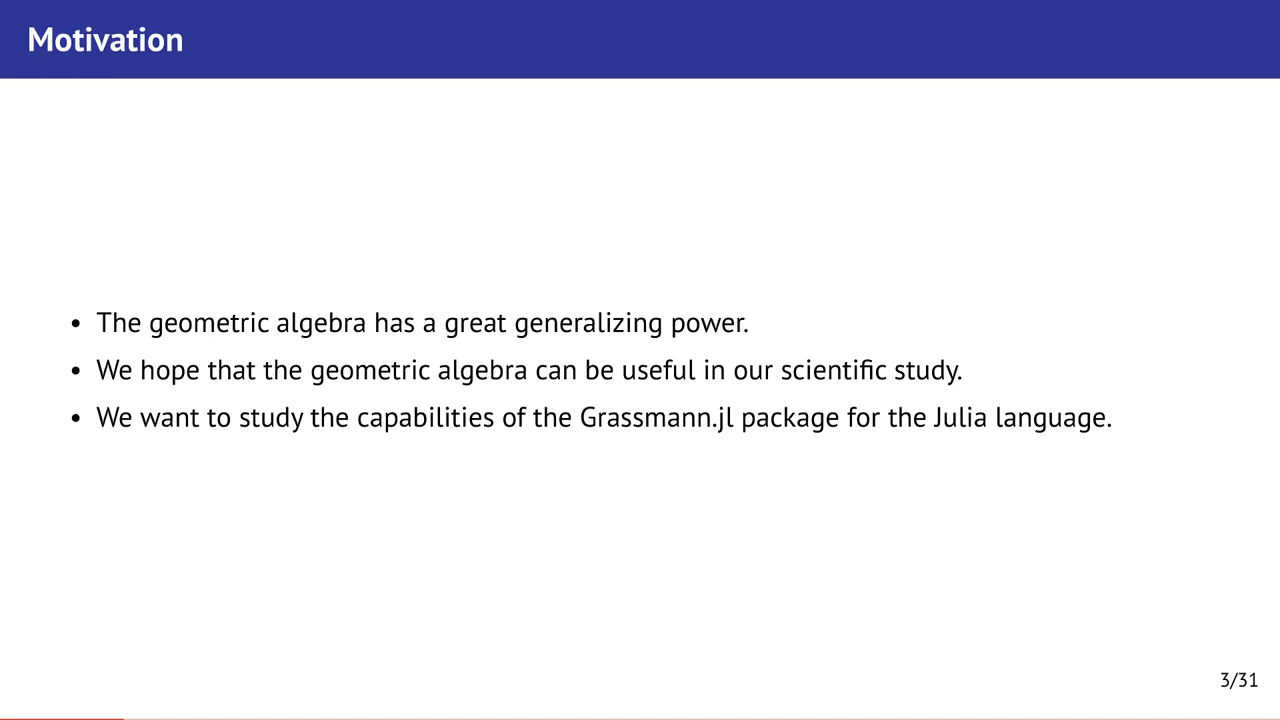 Motivation
• The geometric algebra has a great generalizing power.
• We hope that the geometric algebra can be useful in our scientific study.
• We want to study the capabilities of the Grassmann.jl package for the Julia language.
3/31